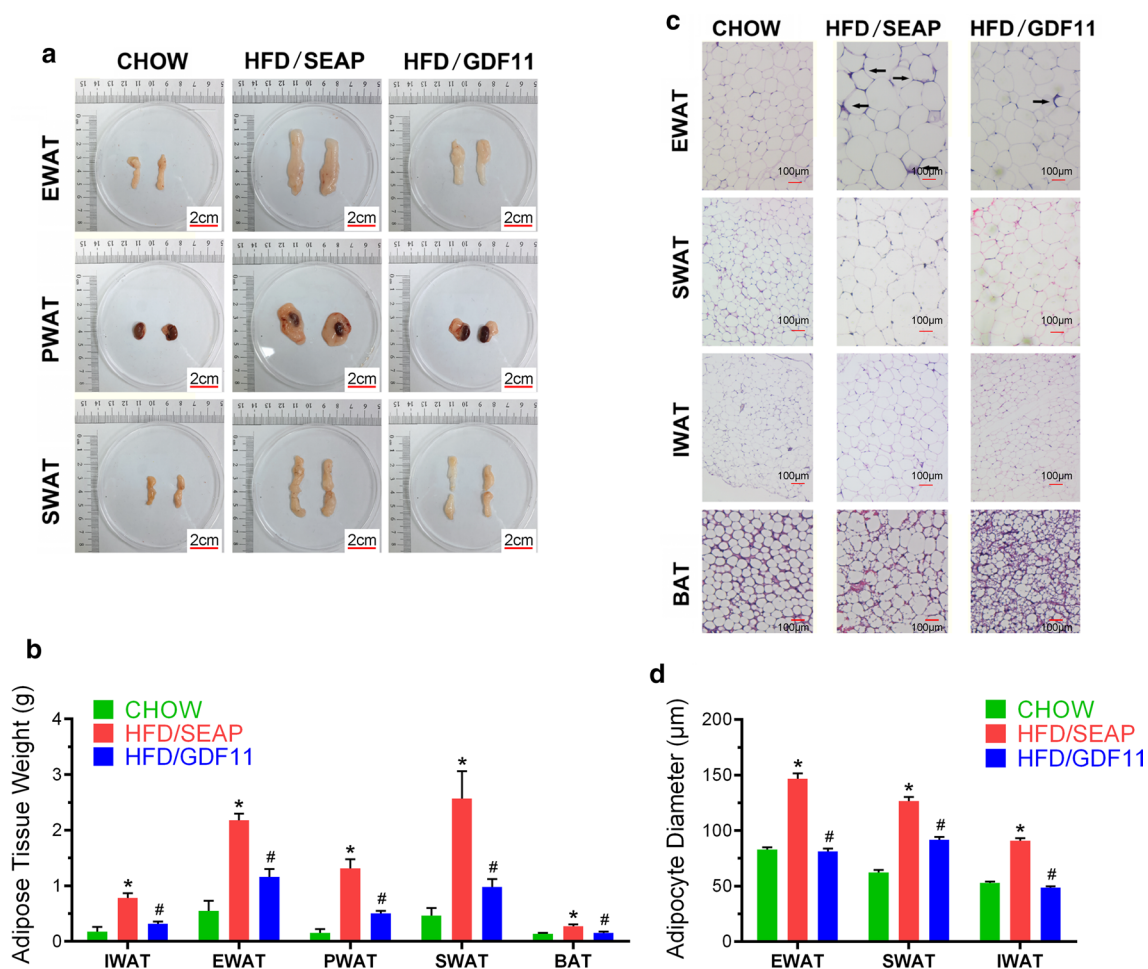 a
CHOW HFD/SEAP HFD/GDF11
EWAT
2cm 2cm 2cm
PWAT
2cm 2cm 2cm
SWAT
2cm 2cm 2cm
c
CHOW HFD/SEAP HFD/GDF11
EWAT
100µm 100µm 100µm
SWAT
100µm 100µm 100µm
IWAT
100µm 100µm 100µm
BAT
100µm 100µm 100µm
b
Adipose Tissue Weight (g)
CHOW
HFD/SEAP
HFD/GDF11
4
3
2
1
0
* # * # * # * # * #
IWAT EWAT PWAT SWAT BAT
d
Adipocyte Diameter (µm)
CHOW
HFD/SEAP
HFD/GDF11
200
150
100
50
0
* # * # * #
EWAT SWAT IWAT